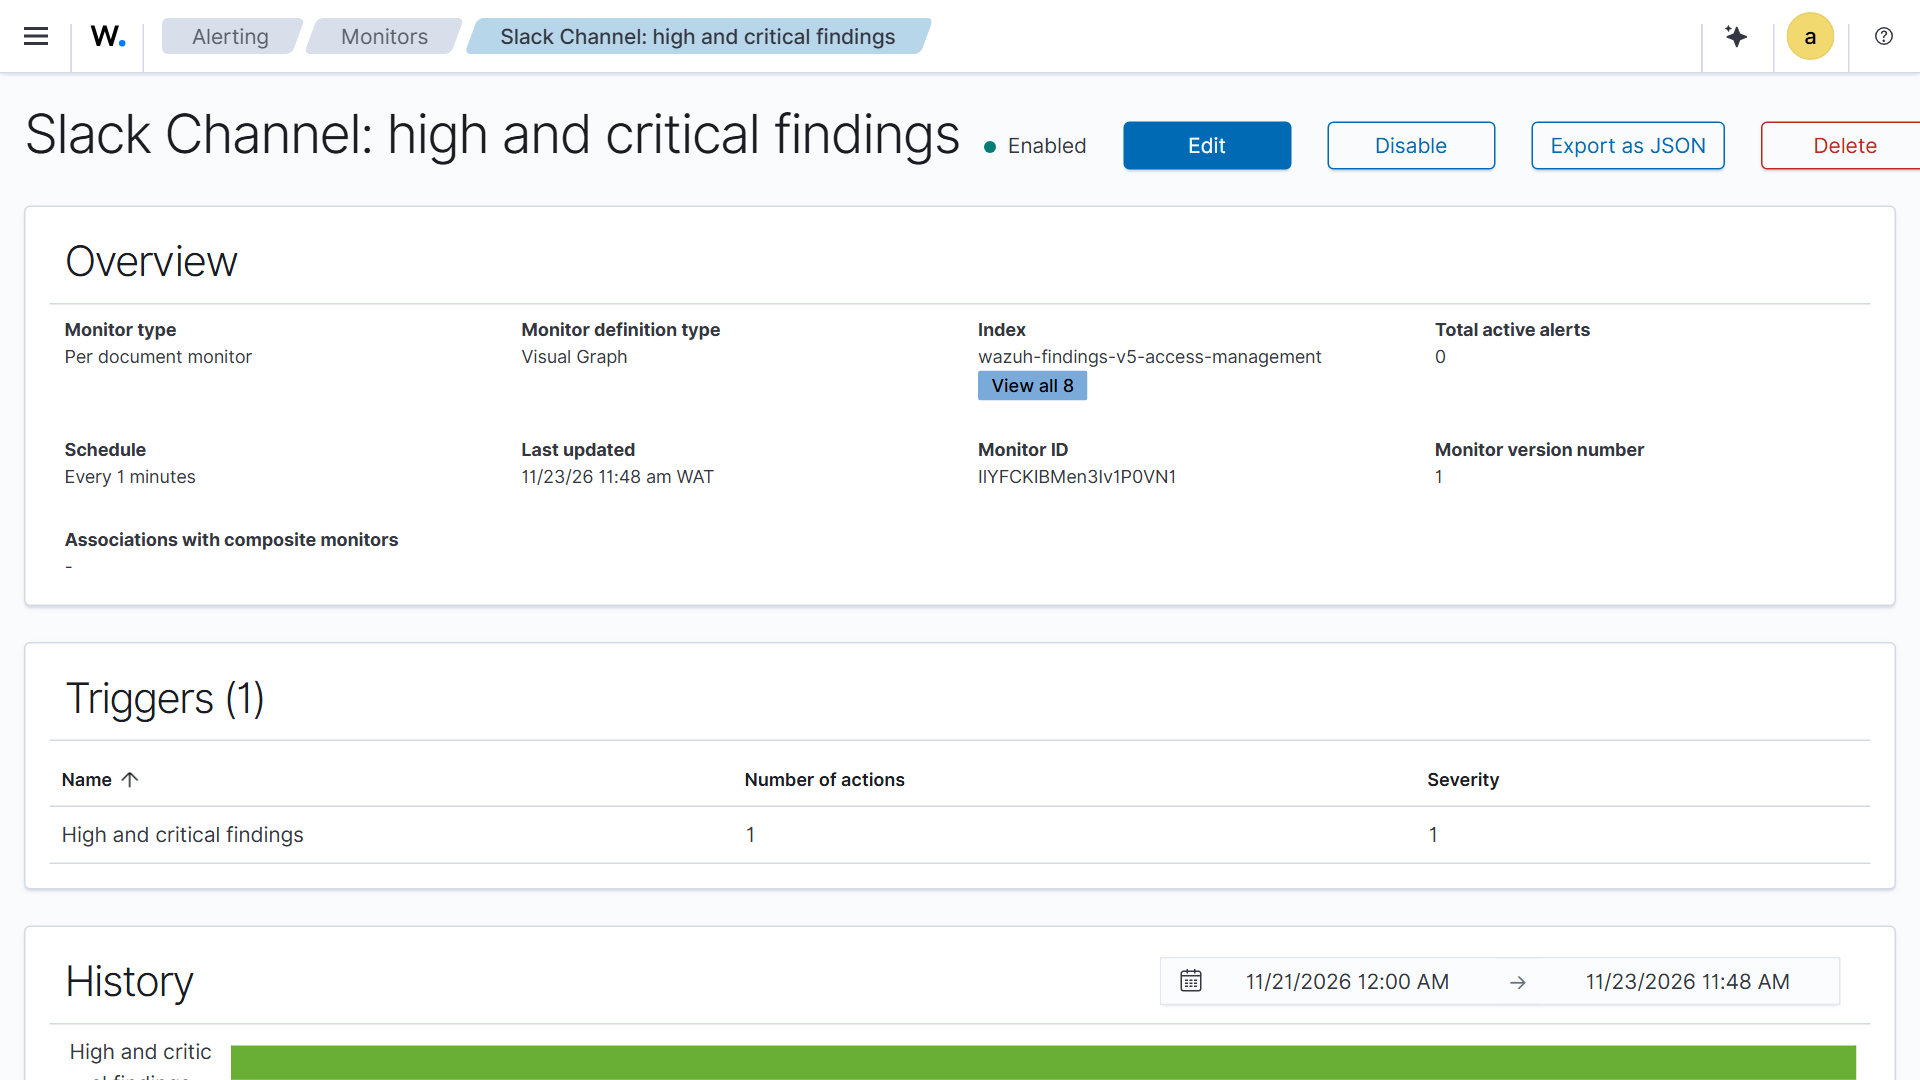 W.
Alerting
Monitors
Slack Channel: high and critical findings
a
Slack Channel: high and critical findings
Enabled
Edit
Disable
Export as JSON
Delete
Overview
Monitor type
Per document monitor
Monitor definition type
Visual Graph
Index
wazuh-findings-v5-access-management
View all 8
Total active alerts
0
Schedule
Every 1 minutes
Last updated
11/23/26 11:48 am WAT
Monitor ID
IIYFCKIBMen3Iv1P0VN1
Monitor version number
1
Associations with composite monitors
-
Triggers (1)
Name
Number of actions
Severity
High and critical findings
1
1
History
11/21/2026 12:00 AM
→
11/23/2026 11:48 AM
High and critic
al findings